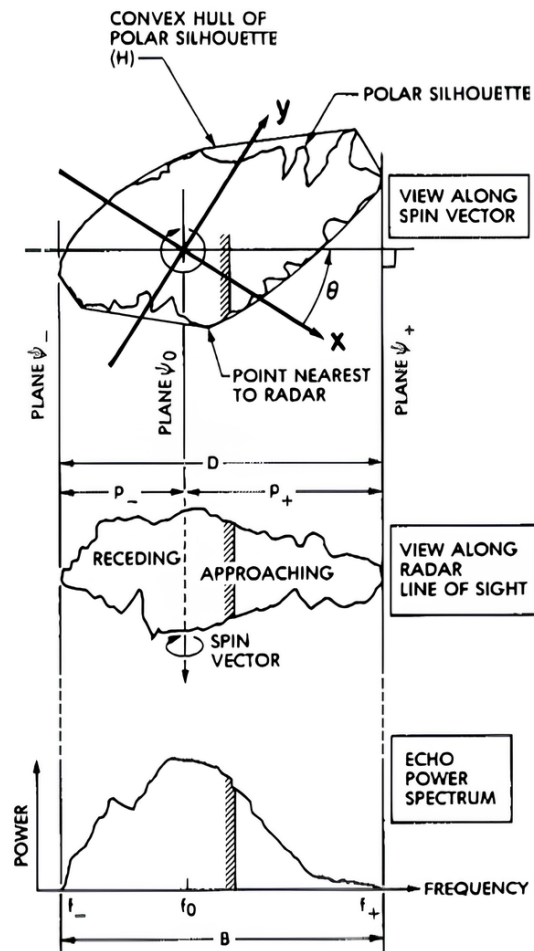 CONVEX HULL OF
POLAR SILHOUETTE
(H)
POLAR SILHOUETTE
y
VIEW ALONG
SPIN VECTOR
θ
x
PLANE ψ_
PLANE ψ₀
POINT NEAREST
TO RADAR
PLANE ψ₊
D
p_
p₊
RECEDING
APPROACHING
VIEW ALONG
RADAR
LINE OF SIGHT
SPIN
VECTOR
ECHO
POWER
SPECTRUM
POWER
FREQUENCY
f_
f₀
f₊
B